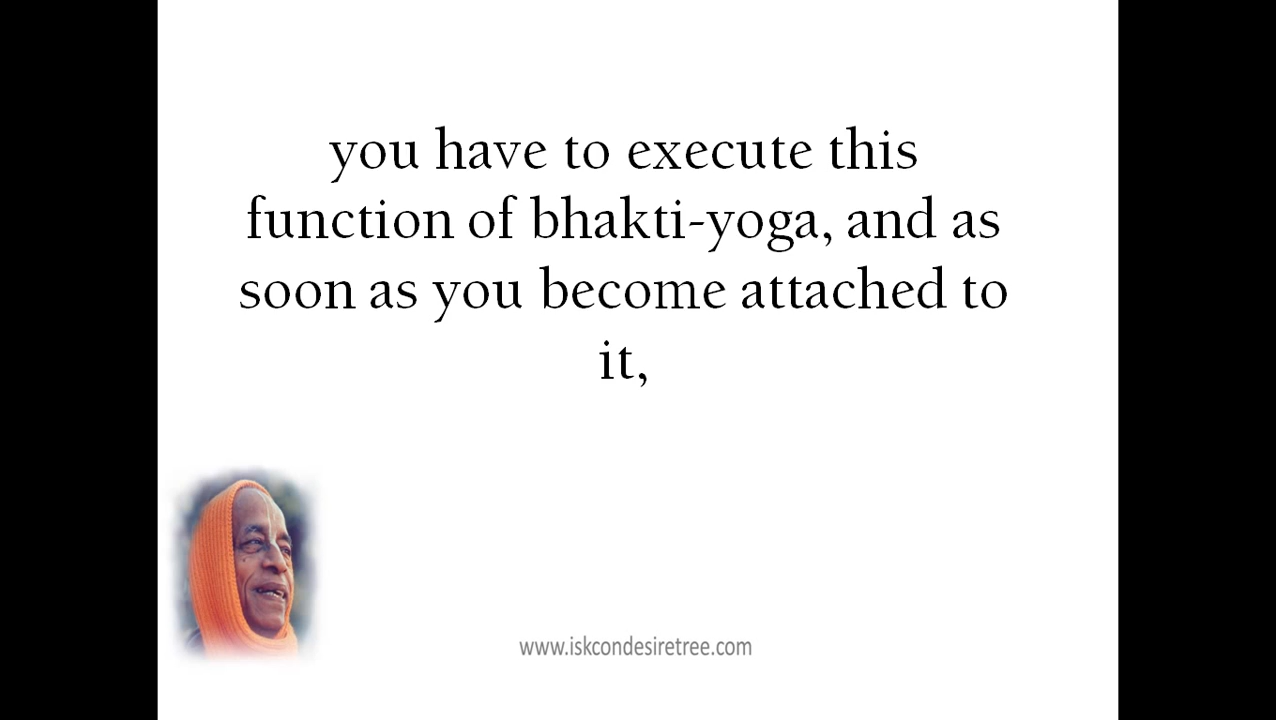 you have to execute this
function of bhakti-yoga, and as
soon as you become attached to
it,
www.iskcondesiretree.com